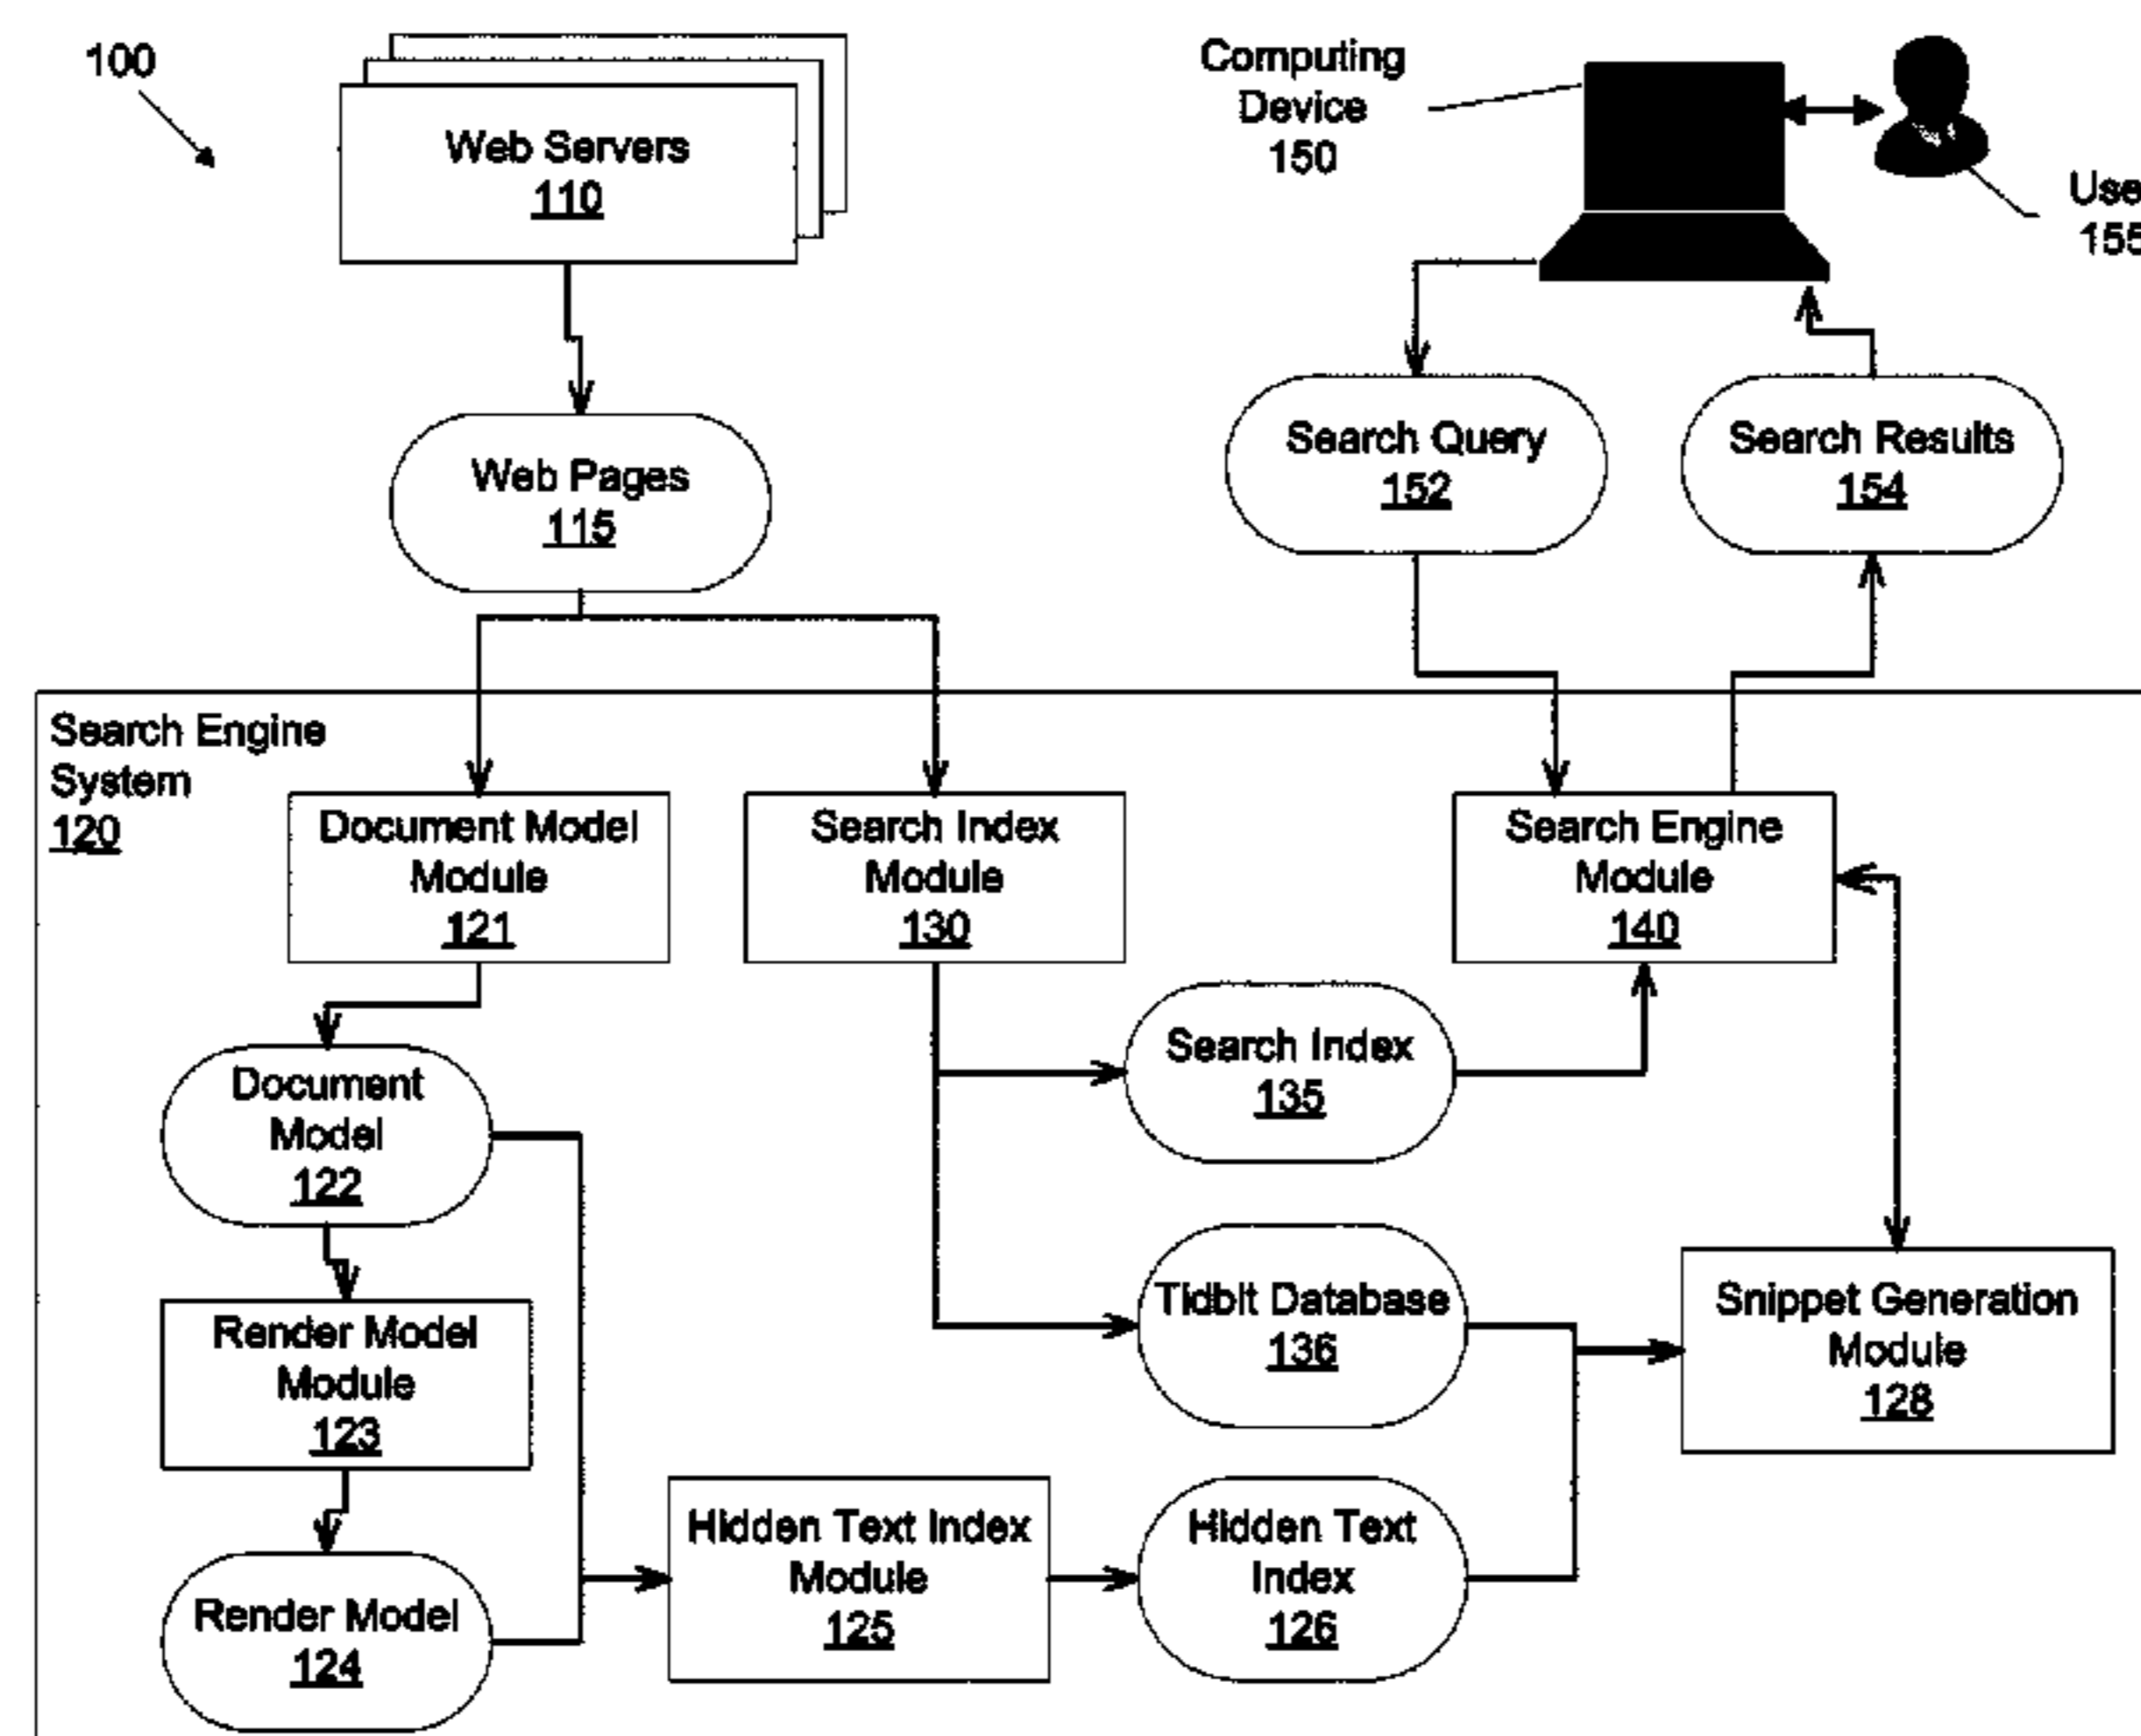 100
Web Servers
110
Computing
Device
150
Use
155
Web Pages
115
Search Query
152
Search Results
154
Search Engine
System
120
Document Model
Module
121
Search Index
Module
130
Search Engine
Module
140
Document
Model
122
Search Index
135
Render Model
Module
123
Tidbit Database
136
Snippet Generation
Module
128
Render Model
124
Hidden Text Index
Module
125
Hidden Text
Index
126